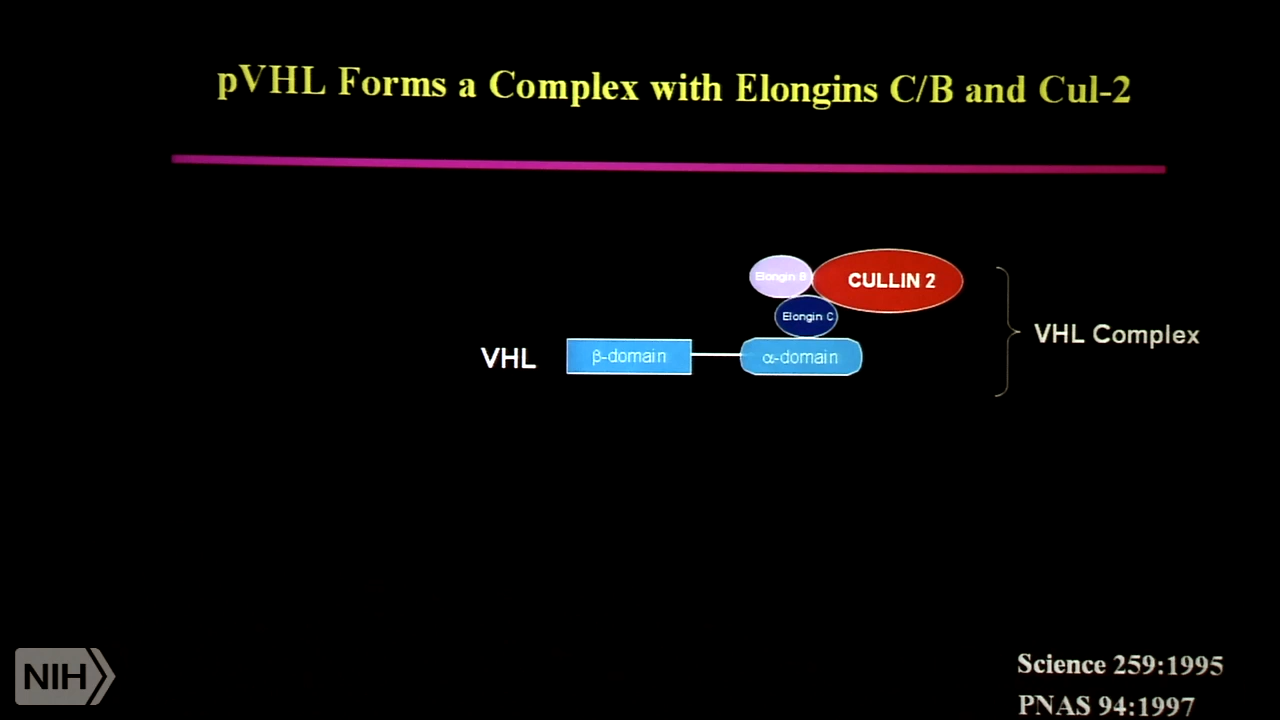 pVHL Forms a Complex with Elongins C/B and Cul-2
Elongin B
CULLIN 2
Elongin C
VHL Complex
VHL
β-domain
α-domain
NIH
Science 259:1995
PNAS 94:1997